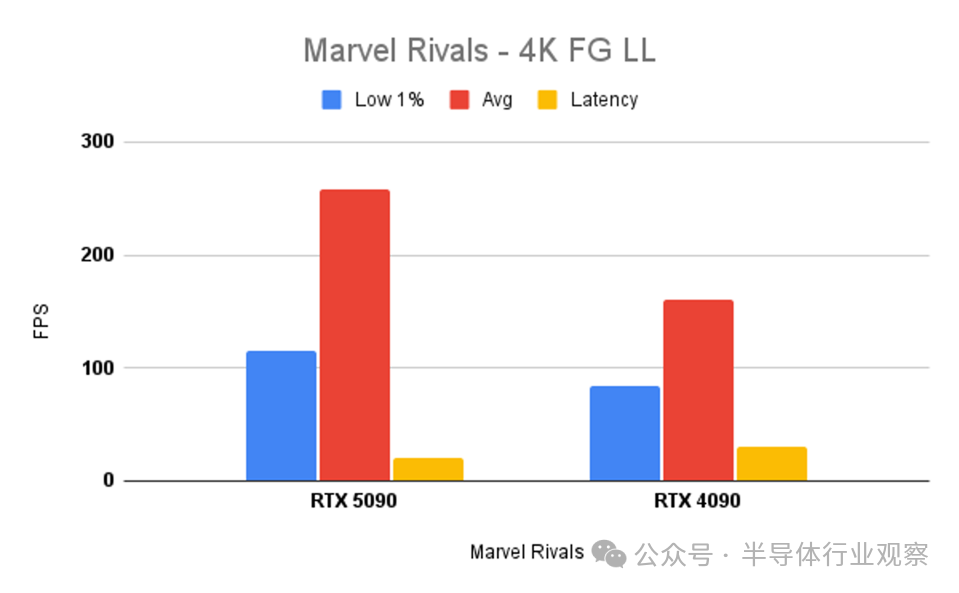 Marvel Rivals - 4K FG LL
Low 1% Avg Latency
300
200
100
0
FPS
RTX 5090 RTX 4090
Marvel Rivals
公众号 · 半导体行业观察